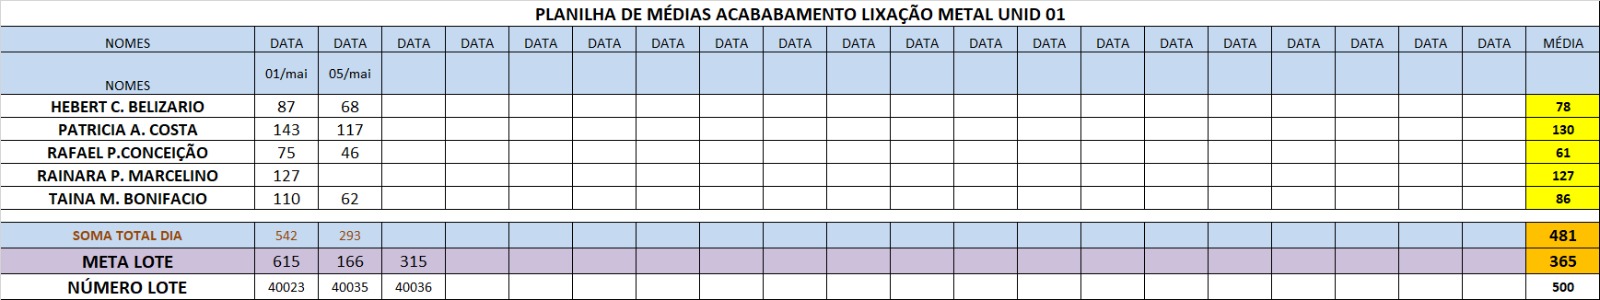 PLANILHA DE MÉDIAS ACABABAMENTO LIXAÇÃO METAL UNID 01
NOMES DATA DATA DATA DATA DATA DATA DATA DATA DATA DATA DATA DATA DATA DATA DATA DATA DATA DATA DATA DATA MÉDIA
NOMES 01/mai 05/mai
HEBERT C. BELIZARIO 87 68 78
PATRICIA A. COSTA 143 117 130
RAFAEL P.CONCEIÇÃO 75 46 61
RAINARA P. MARCELINO 127 127
TAINA M. BONIFACIO 110 62 86
SOMA TOTAL DIA 542 293 481
META LOTE 615 166 315 365
NÚMERO LOTE 40023 40035 40036 500